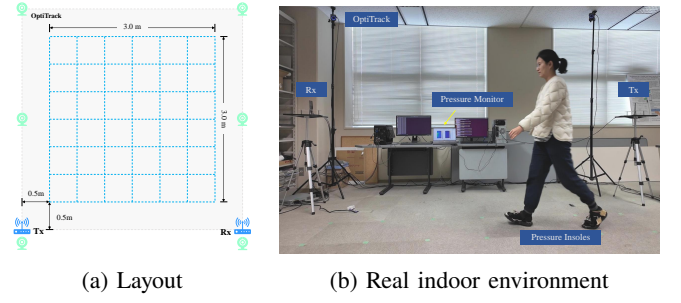 OptiTrack
3.0 m
3.0 m
0.5m
0.5m
Tx
Rx
OptiTrack
Rx
Pressure Monitor
Tx
Pressure Insoles
(a) Layout
(b) Real indoor environment